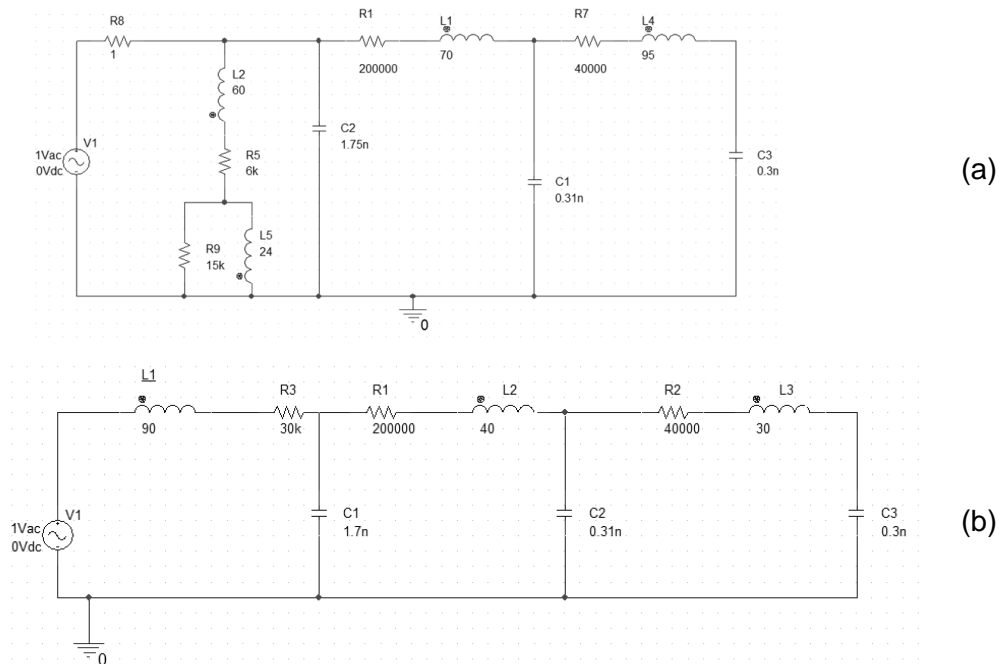 R8
1
R1
200000
L1
70
R7
40000
L4
95
L2
60
C2
1.75n
V1
1Vac
0Vdc
R5
6k
C3
0.3n
(a)
C1
0.31n
R9
15k
L5
24
0
L1
90
R3
30k
R1
200000
L2
40
R2
40000
L3
30
V1
1Vac
0Vdc
C1
1.7n
C2
0.31n
C3
0.3n
(b)
0